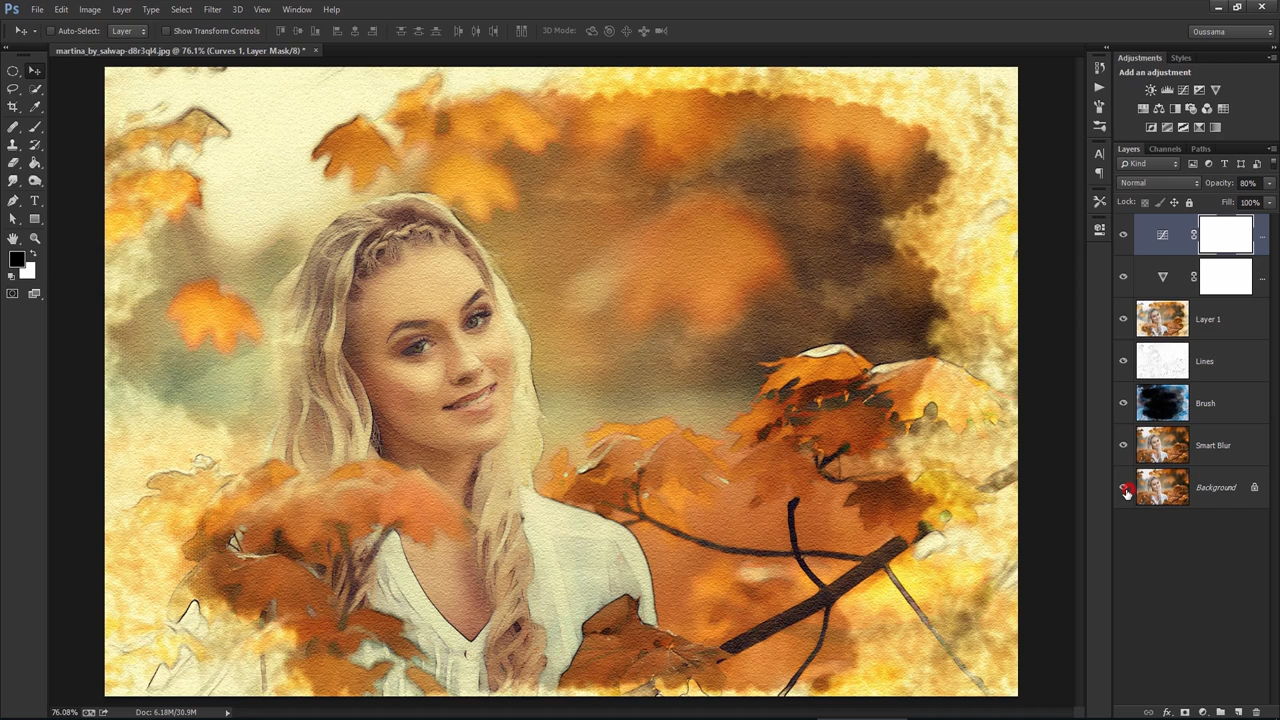 Ps File Edit Image Layer Type Select Filter 3D View Window Help
Auto-Select: Layer Show Transform Controls 3D Mode: Oussama
martina_by_salwap-d8r3ql4.jpg @ 76.1% (Curves 1, Layer Mask/8) * ×
Adjustments Styles
Add an adjustment
Layers Channels Paths
Kind
Normal Opacity: 80%
Lock: Fill: 100%
Layer 1
Lines
Brush
Smart Blur
Background
76.08% Doc: 6.18M/30.9M